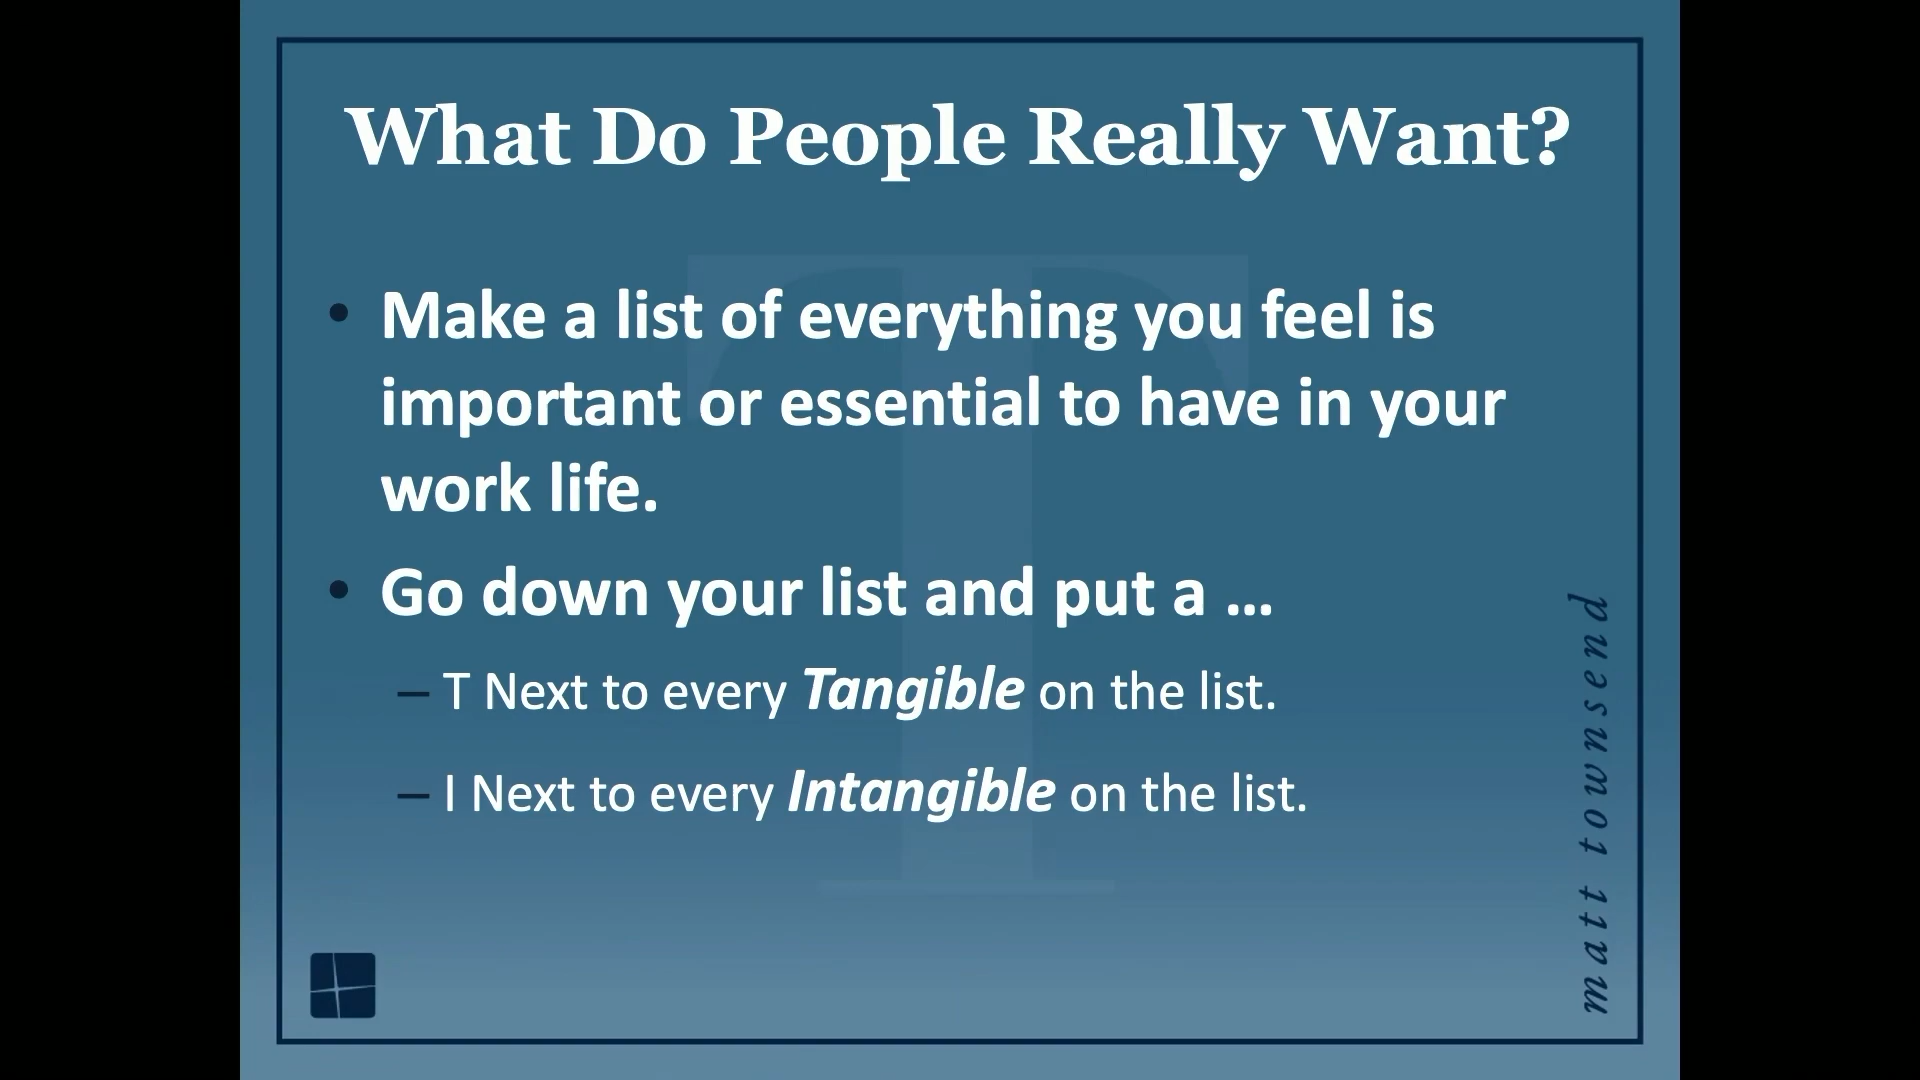 What Do People Really Want?
• Make a list of everything you feel is
important or essential to have in your
work life.
• Go down your list and put a ...
– T Next to every Tangible on the list.
– I Next to every Intangible on the list.
matt townsend
T